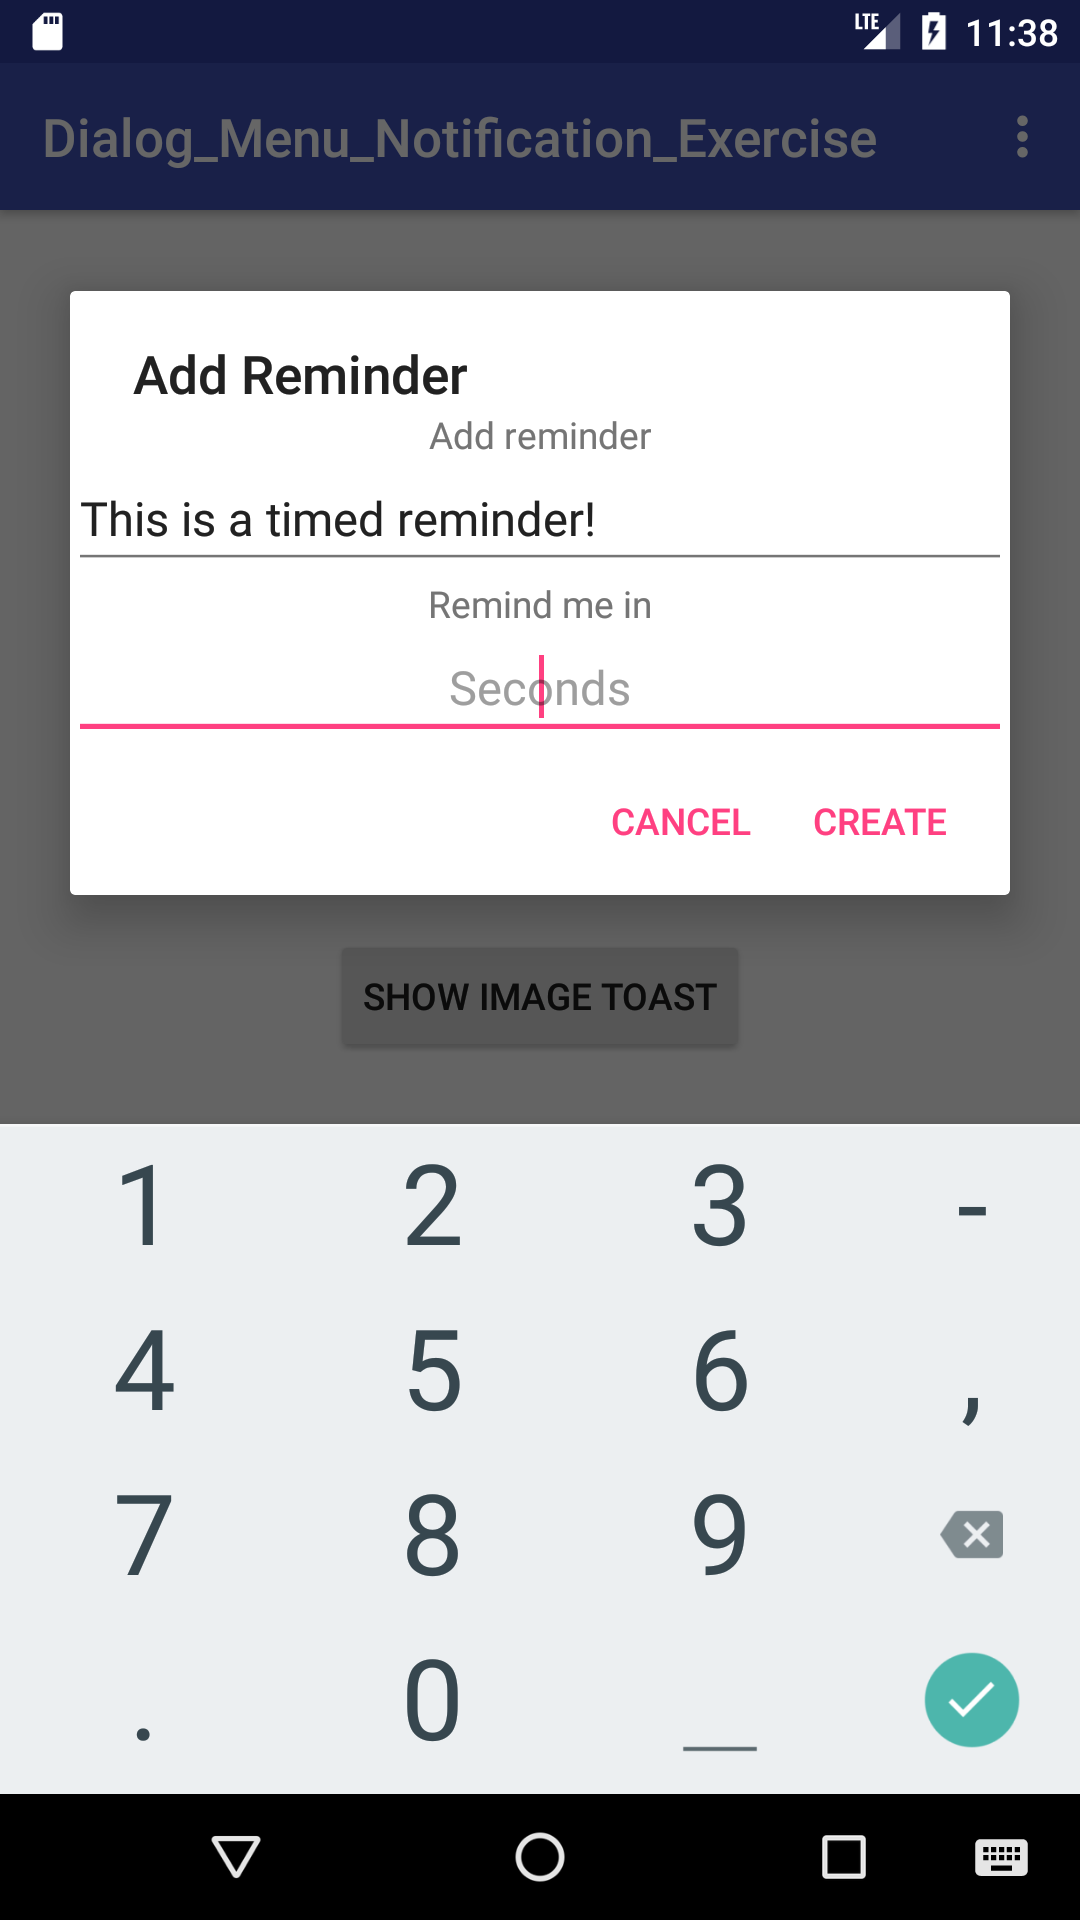 LTE 11:38
Dialog_Menu_Notification_Exercise
Add Reminder
Add reminder
This is a timed reminder!
Remind me in
Seconds
CANCEL CREATE
SHOW IMAGE TOAST
1 2 3 -
4 5 6 ,
7 8 9
. 0 _